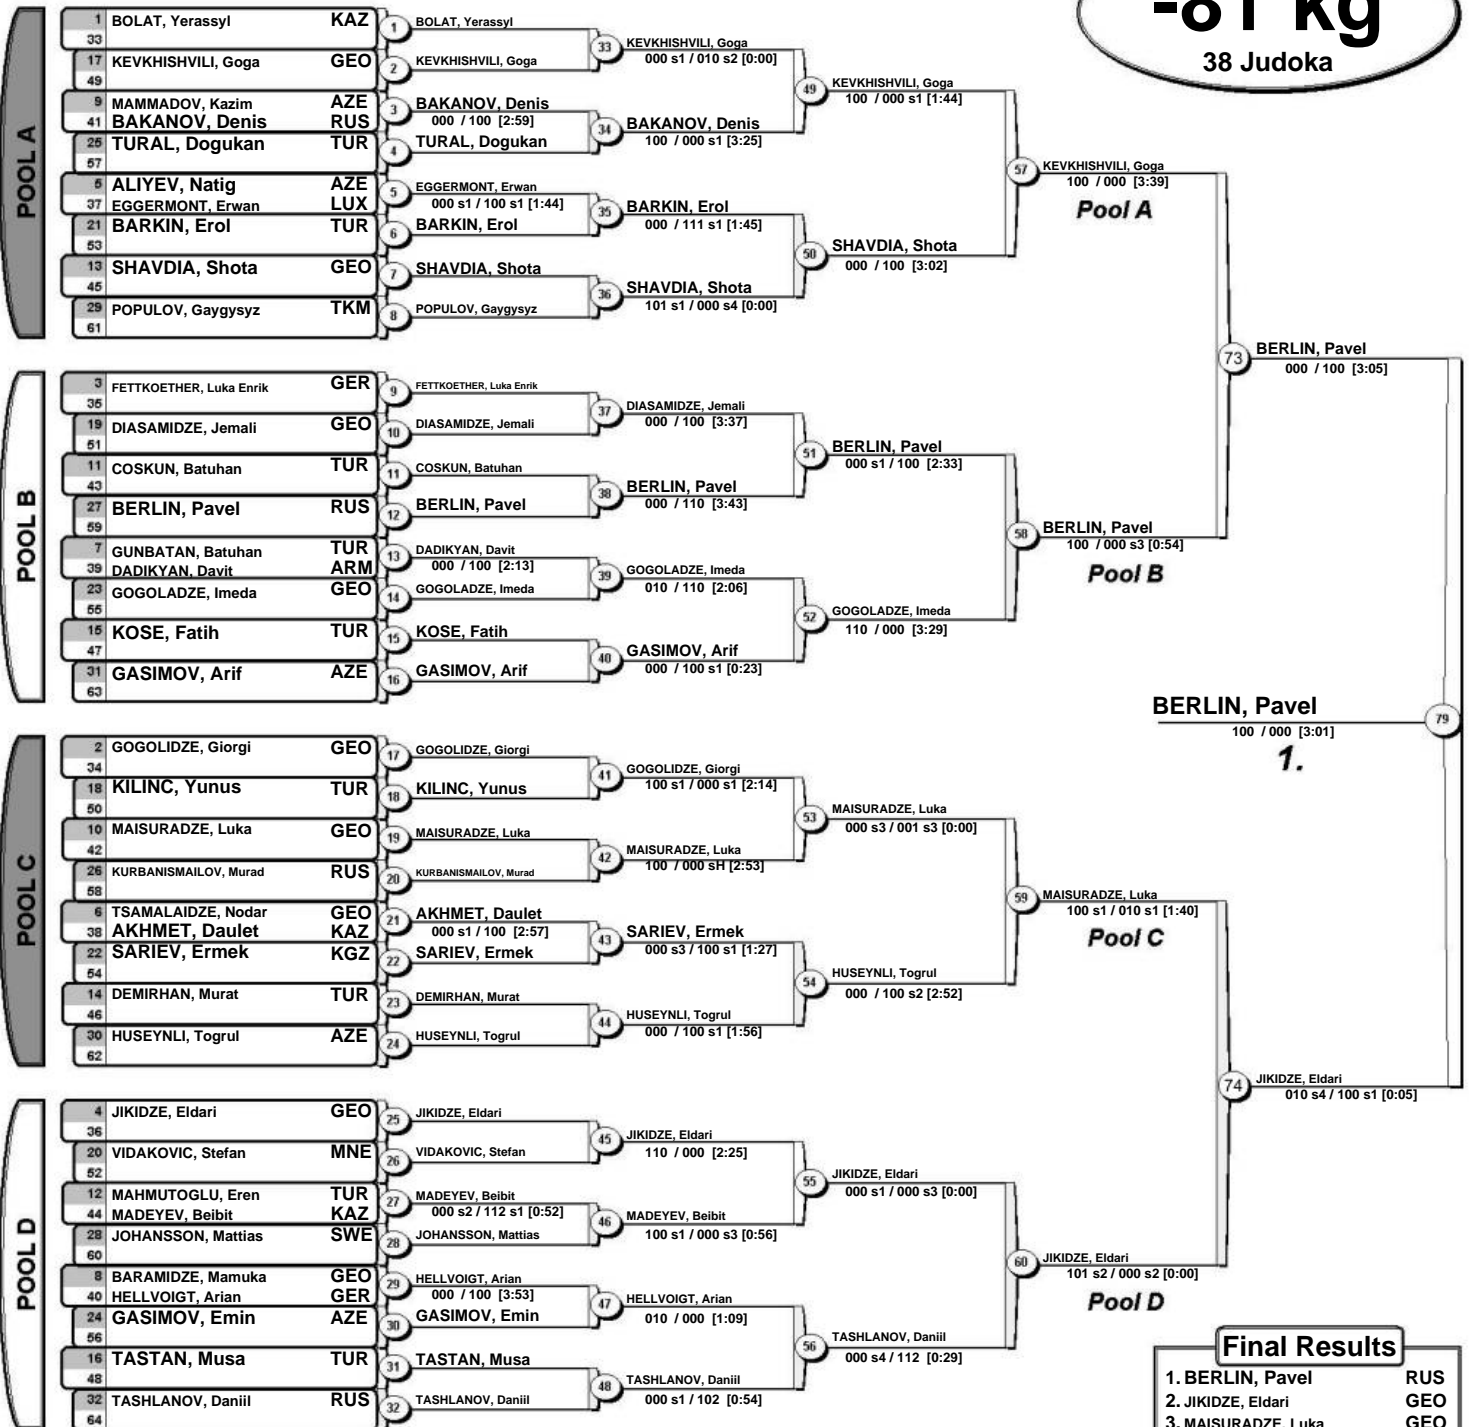 -81 kg
38 Judoka
POOL A
1 BOLAT, Yerassyl KAZ
33
17 KEVKHISHVILI, Goga GEO
49
9 MAMMADOV, Kazim AZE
41 BAKANOV, Denis RUS
25 TURAL, Dogukan TUR
57
5 ALIYEV, Natig AZE
37 EGGERMONT, Erwan LUX
21 BARKIN, Erol TUR
53
13 SHAVDIA, Shota GEO
45
29 POPULOV, Gaygysyz TKM
61
1 BOLAT, Yerassyl
2 KEVKHISHVILI, Goga
3 BAKANOV, Denis
000 / 100 [2:59]
4 TURAL, Dogukan
5 EGGERMONT, Erwan
000 s1 / 100 s1 [1:44]
6 BARKIN, Erol
7 SHAVDIA, Shota
8 POPULOV, Gaygysyz
33 KEVKHISHVILI, Goga
000 s1 / 010 s2 [0:00]
34 BAKANOV, Denis
100 / 000 s1 [3:25]
35 BARKIN, Erol
000 / 111 s1 [1:45]
36 SHAVDIA, Shota
101 s1 / 000 s4 [0:00]
49 KEVKHISHVILI, Goga
100 / 000 s1 [1:44]
50 SHAVDIA, Shota
000 / 100 [3:02]
57 KEVKHISHVILI, Goga
100 / 000 [3:39]
Pool A
POOL B
3 FETTKOETHER, Luka Enrik GER
35
19 DIASAMIDZE, Jemali GEO
51
11 COSKUN, Batuhan TUR
43
27 BERLIN, Pavel RUS
59
7 GUNBATAN, Batuhan TUR
39 DADIKYAN, Davit ARM
23 GOGOLADZE, Imeda GEO
55
15 KOSE, Fatih TUR
47
31 GASIMOV, Arif AZE
63
9 FETTKOETHER, Luka Enrik
10 DIASAMIDZE, Jemali
11 COSKUN, Batuhan
12 BERLIN, Pavel
13 DADIKYAN, Davit
000 / 100 [2:13]
14 GOGOLADZE, Imeda
15 KOSE, Fatih
16 GASIMOV, Arif
37 DIASAMIDZE, Jemali
000 / 100 [3:37]
38 BERLIN, Pavel
000 / 110 [3:43]
39 GOGOLADZE, Imeda
010 / 110 [2:06]
40 GASIMOV, Arif
000 / 100 s1 [0:23]
51 BERLIN, Pavel
000 s1 / 100 [2:33]
52 GOGOLADZE, Imeda
110 / 000 [3:29]
58 BERLIN, Pavel
100 / 000 s3 [0:54]
Pool B
73 BERLIN, Pavel
000 / 100 [3:05]
BERLIN, Pavel 79
100 / 000 [3:01]
1.
POOL C
2 GOGOLIDZE, Giorgi GEO
34
18 KILINC, Yunus TUR
50
10 MAISURADZE, Luka GEO
42
26 KURBANISMAILOV, Murad RUS
58
6 TSAMALAIDZE, Nodar GEO
38 AKHMET, Daulet KAZ
22 SARIEV, Ermek KGZ
54
14 DEMIRHAN, Murat TUR
46
30 HUSEYNLI, Togrul AZE
62
17 GOGOLIDZE, Giorgi
18 KILINC, Yunus
19 MAISURADZE, Luka
20 KURBANISMAILOV, Murad
21 AKHMET, Daulet
000 s1 / 100 [2:57]
22 SARIEV, Ermek
23 DEMIRHAN, Murat
24 HUSEYNLI, Togrul
41 GOGOLIDZE, Giorgi
100 s1 / 000 s1 [2:14]
42 MAISURADZE, Luka
100 / 000 sH [2:53]
43 SARIEV, Ermek
000 s3 / 100 s1 [1:27]
44 HUSEYNLI, Togrul
000 / 100 s1 [1:56]
53 MAISURADZE, Luka
000 s3 / 001 s3 [0:00]
54 HUSEYNLI, Togrul
000 / 100 s2 [2:52]
59 MAISURADZE, Luka
100 s1 / 010 s1 [1:40]
Pool C
POOL D
4 JIKIDZE, Eldari GEO
36
20 VIDAKOVIC, Stefan MNE
52
12 MAHMUTOGLU, Eren TUR
44 MADEYEV, Beibit KAZ
28 JOHANSSON, Mattias SWE
60
8 BARAMIDZE, Mamuka GEO
40 HELLVOIGT, Arian GER
24 GASIMOV, Emin AZE
56
16 TASTAN, Musa TUR
48
32 TASHLANOV, Daniil RUS
64
25 JIKIDZE, Eldari
26 VIDAKOVIC, Stefan
27 MADEYEV, Beibit
000 s2 / 112 s1 [0:52]
28 JOHANSSON, Mattias
29 HELLVOIGT, Arian
000 / 100 [3:53]
30 GASIMOV, Emin
31 TASTAN, Musa
32 TASHLANOV, Daniil
45 JIKIDZE, Eldari
110 / 000 [2:25]
46 MADEYEV, Beibit
100 s1 / 000 s3 [0:56]
47 HELLVOIGT, Arian
010 / 000 [1:09]
48 TASHLANOV, Daniil
000 s1 / 102 [0:54]
55 JIKIDZE, Eldari
000 s1 / 000 s3 [0:00]
56 TASHLANOV, Daniil
000 s4 / 112 [0:29]
60 JIKIDZE, Eldari
101 s2 / 000 s2 [0:00]
Pool D
74 JIKIDZE, Eldari
010 s4 / 100 s1 [0:05]
Final Results
1. BERLIN, Pavel RUS
2. JIKIDZE, Eldari GEO
3. MAISURADZE, Luka GEO